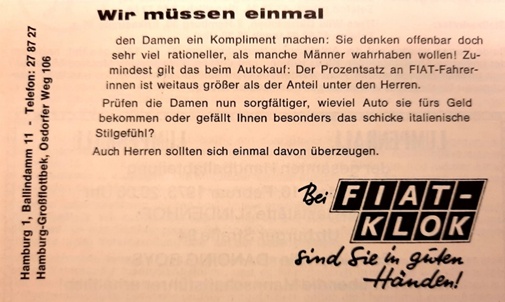 Wir müssen einmal
den Damen ein Kompliment machen: Sie denken offenbar doch
sehr viel rationeller, als manche Männer wahrhaben wollen! Zu-
mindest gilt das beim Autokauf: Der Prozentsatz an FIAT-Fahrer-
innen ist weitaus größer als der Anteil unter den Herren.
Prüfen die Damen nun sorgfältiger, wieviel Auto sie fürs Geld
bekommen oder gefällt Ihnen besonders das schicke italienische
Stilgefühl?
Auch Herren sollten sich einmal davon überzeugen.
Bei FIAT-
KLOK
sind Sie in guten
Händen!
Hamburg 1, Ballindamm 11 - Telefon: 27 87 27
Hamburg-Großflottbek, Osdorfer Weg 106